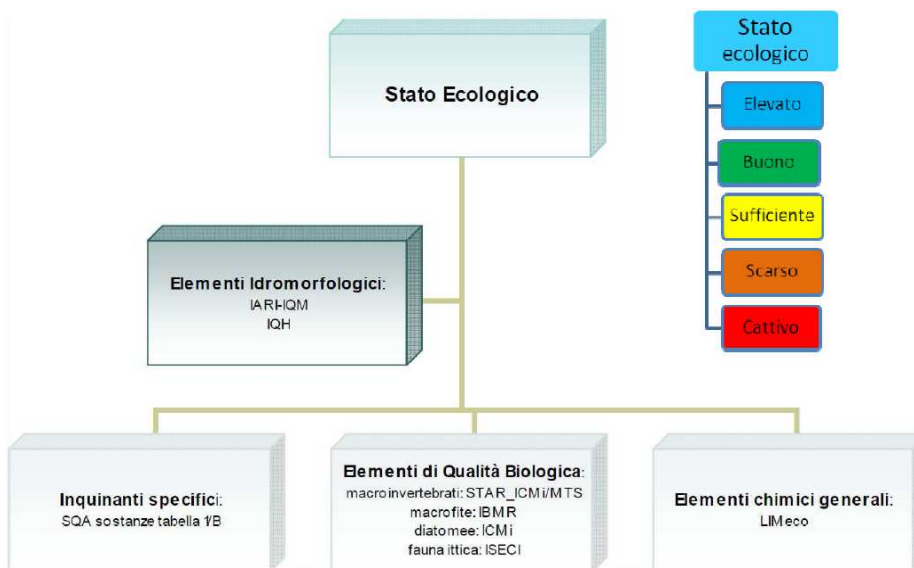 Stato Ecologico
Elementi Idromorfologici:
IARI-IQM
IQH
Inquinanti specifici:
SQA sostanze tabella 1/B
Elementi di Qualità Biologica:
macroinvertebrati: STAR_ICMi/MTS
macrofite: IBMR
diatomee: ICMi
fauna ittica: ISECI
Elementi chimici generali:
LIMeco
Stato
ecologico
Elevato
Buono
Sufficiente
Scarso
Cattivo